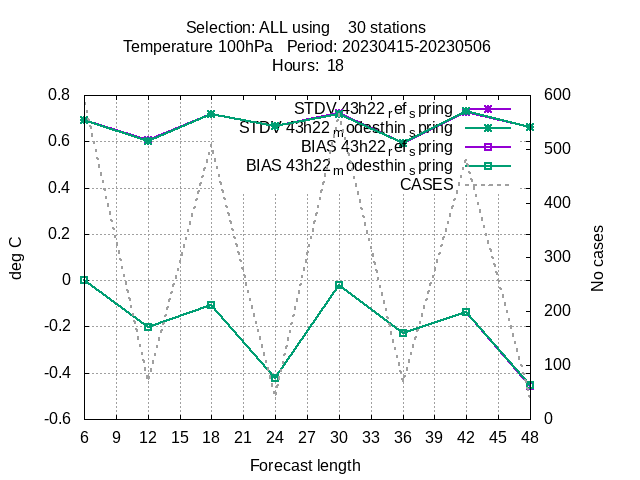 Selection: ALL using 30 stations
Temperature 100hPa Period: 20230415-20230506
Hours: 18
STDV 43h22_ref_spring
STDV 43h22_modesthin_spring
BIAS 43h22_ref_spring
BIAS 43h22_modesthin_spring
CASES
0.8
0.6
0.4
0.2
0
-0.2
-0.4
-0.6
deg C
600
500
400
300
200
100
0
No cases
6 9 12 15 18 21 24 27 30 33 36 39 42 45 48
Forecast length